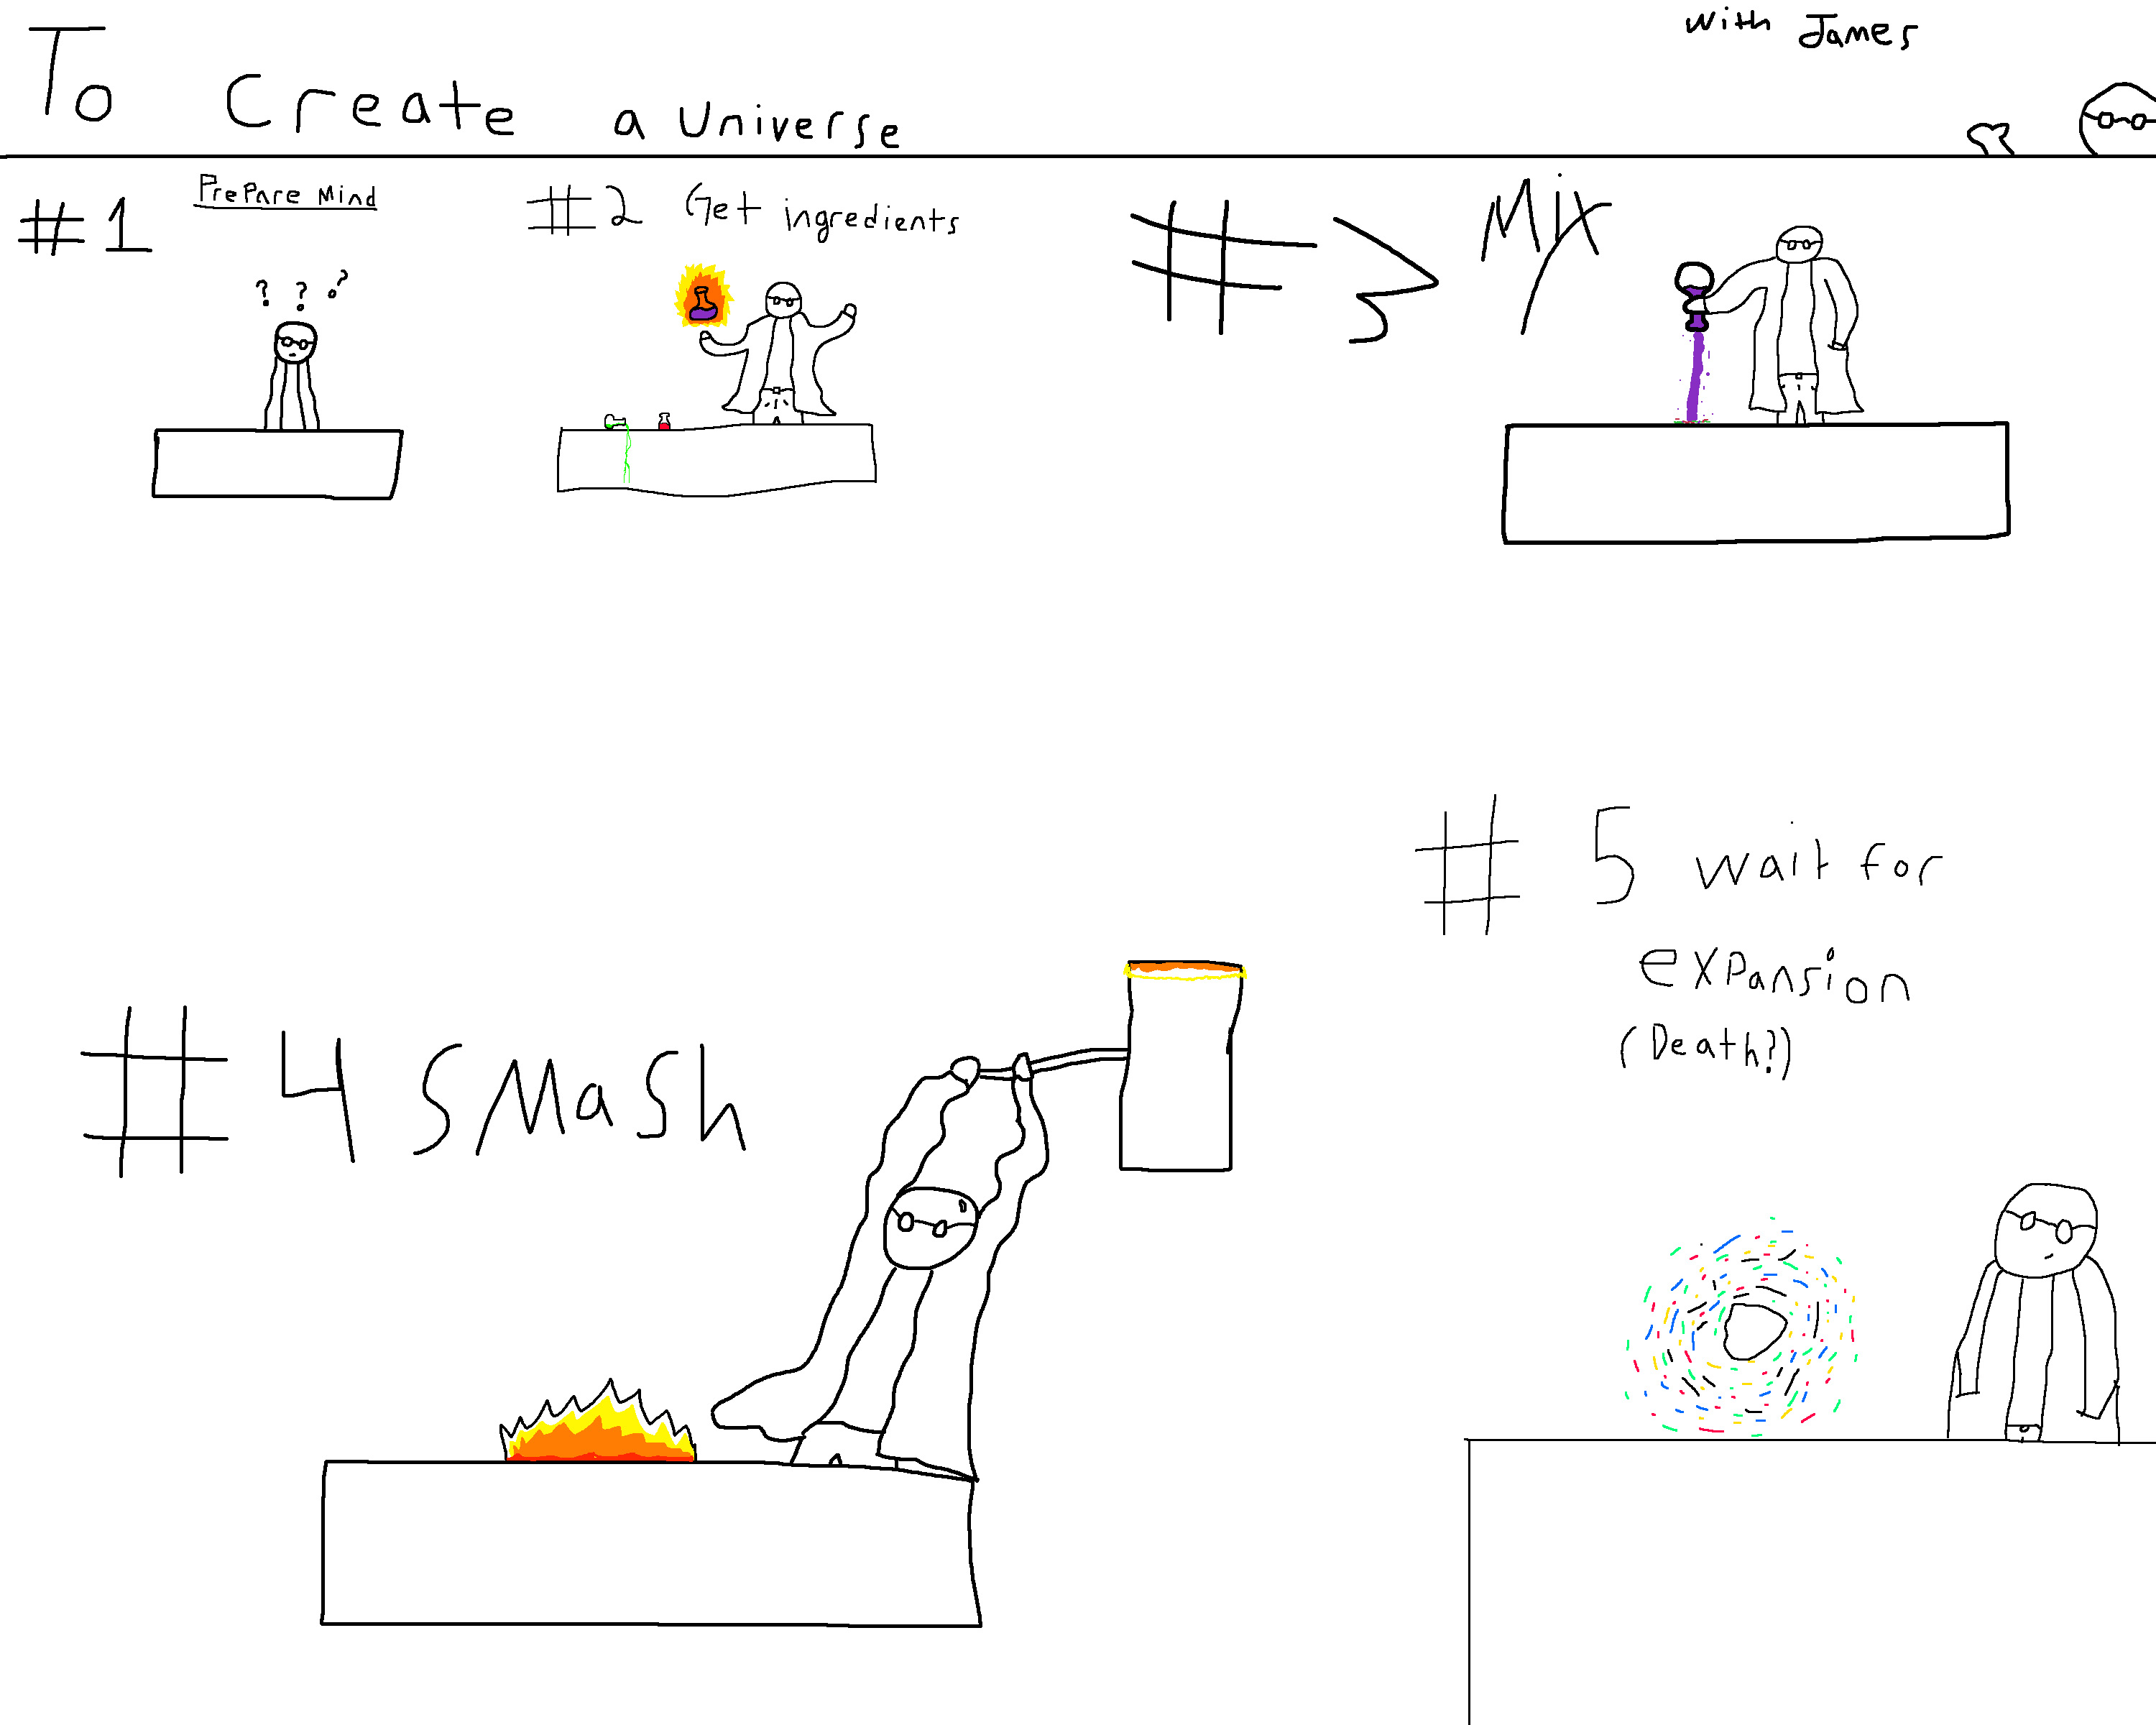 To Create a Universe
with James
#1 Prepare Mind
#2 Get ingredients
#3 Mix
? ? ?
#4 SMash
#5 wait for
expansion
(Death?)